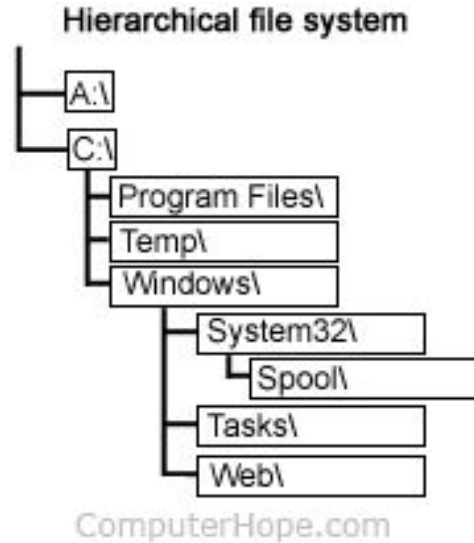 Hierarchical file system
A:\
C:\
Program Files\
Temp\
Windows\
System32\
Spool\
Tasks\
Web\
ComputerHope.com